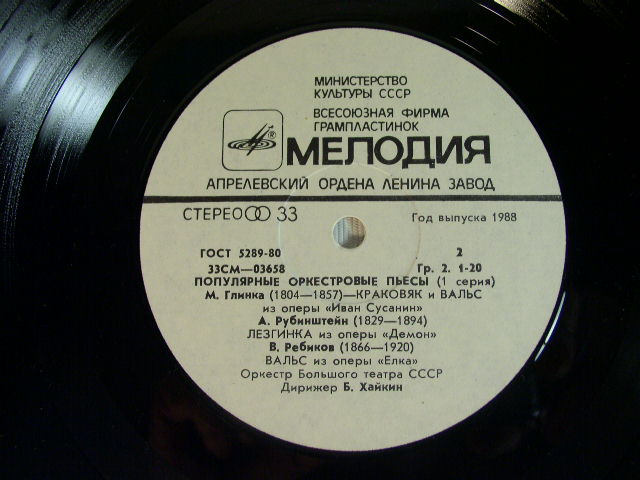 МИНИСТЕРСТВО
КУЛЬТУРЫ СССР
ВСЕСОЮЗНАЯ ФИРМА
ГРАМПЛАСТИНОК
МЕЛОДИЯ
АПРЕЛЕВСКИЙ ОРДЕНА ЛЕНИНА ЗАВОД
СТЕРЕО 33 Год выпуска 1988
ГОСТ 5289-80 2
33СМ—03658 Гр. 2. 1-20
ПОПУЛЯРНЫЕ ОРКЕСТРОВЫЕ ПЬЕСЫ (1 серия)
М. Глинка (1804—1857)—КРАКОВЯК и ВАЛЬС
из оперы «Иван Сусанин»
А. Рубинштейн (1829—1894)
ЛЕЗГИНКА из оперы «Демон»
В. Ребиков (1866—1920)
ВАЛЬС из оперы «Елка»
Оркестр Большого театра СССР
Дирижер Б. Хайкин